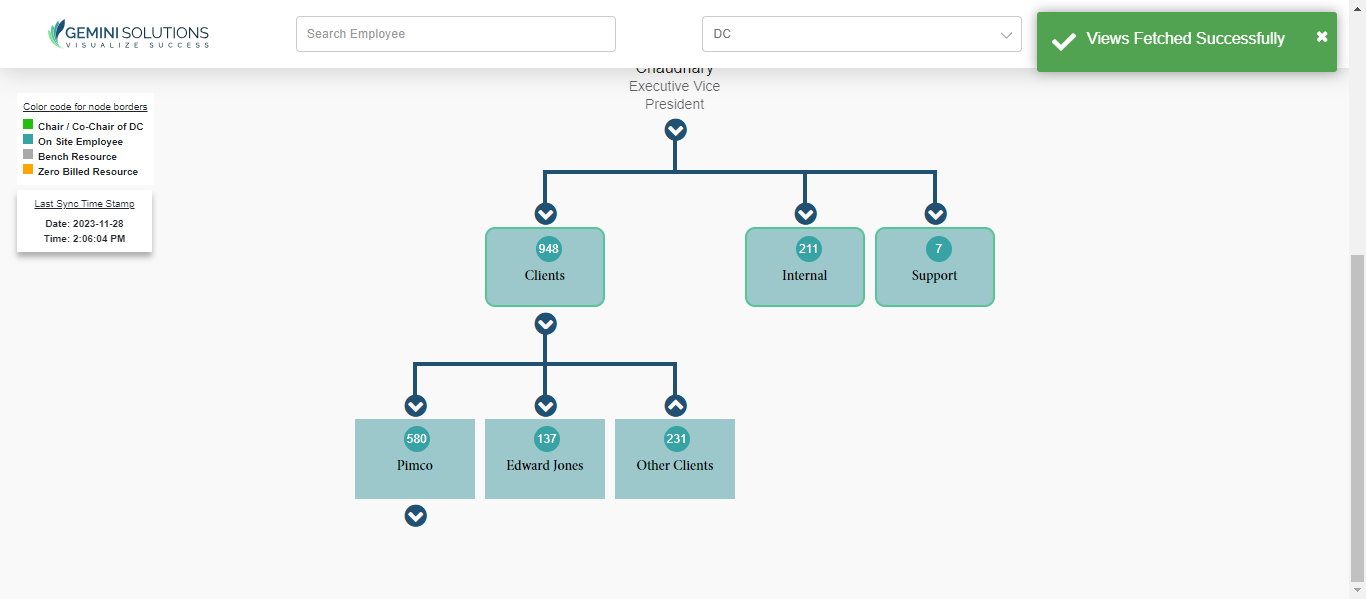 GEMINI SOLUTIONS
VISUALIZE SUCCESS
Search Employee
DC
Views Fetched Successfully
Chaudhary
Executive Vice
President
Color code for node borders
Chair / Co-Chair of DC
On Site Employee
Bench Resource
Zero Billed Resource
Last Sync Time Stamp
Date: 2023-11-28
Time: 2:06:04 PM
948
Clients
211
Internal
7
Support
580
Pimco
137
Edward Jones
231
Other Clients